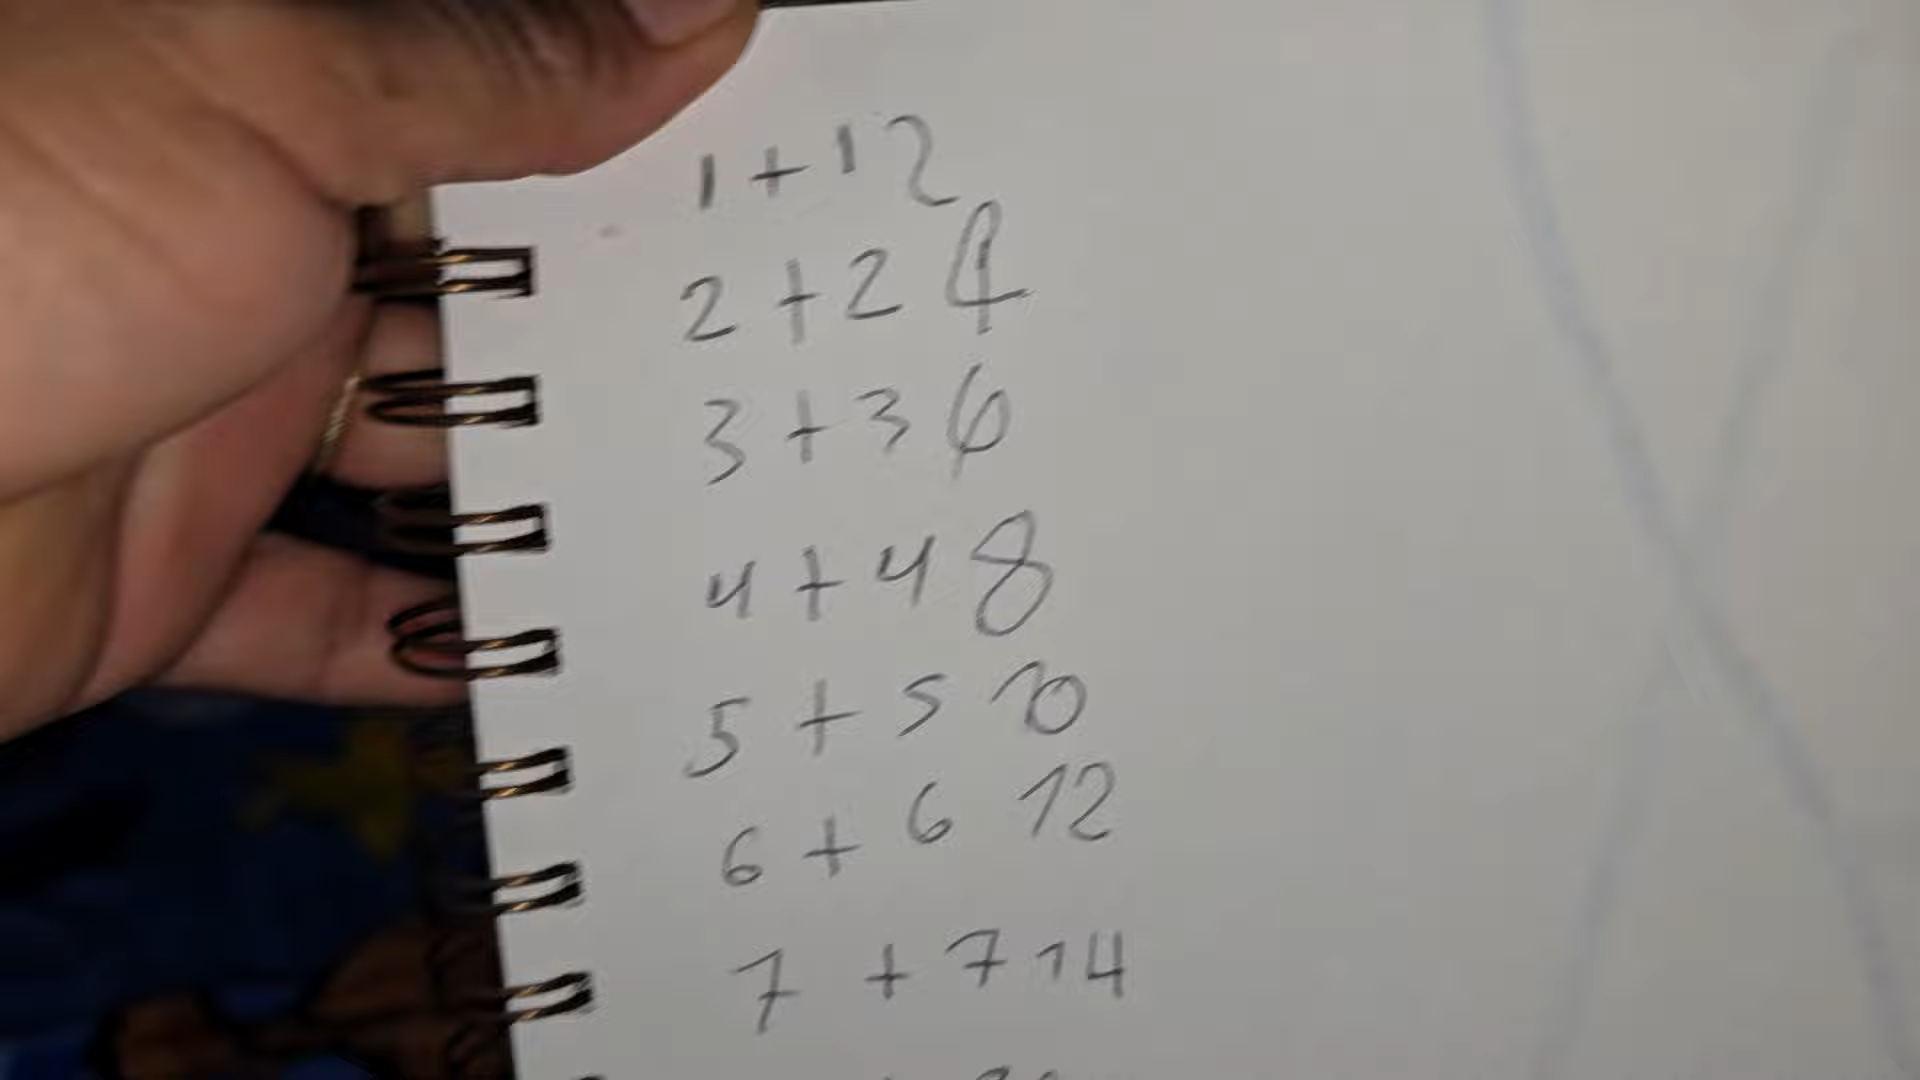 1 + 1 2
2 + 2 4
3 + 3 6
4 + 4 8
5 + 5 10
6 + 6 12
7 + 7 14